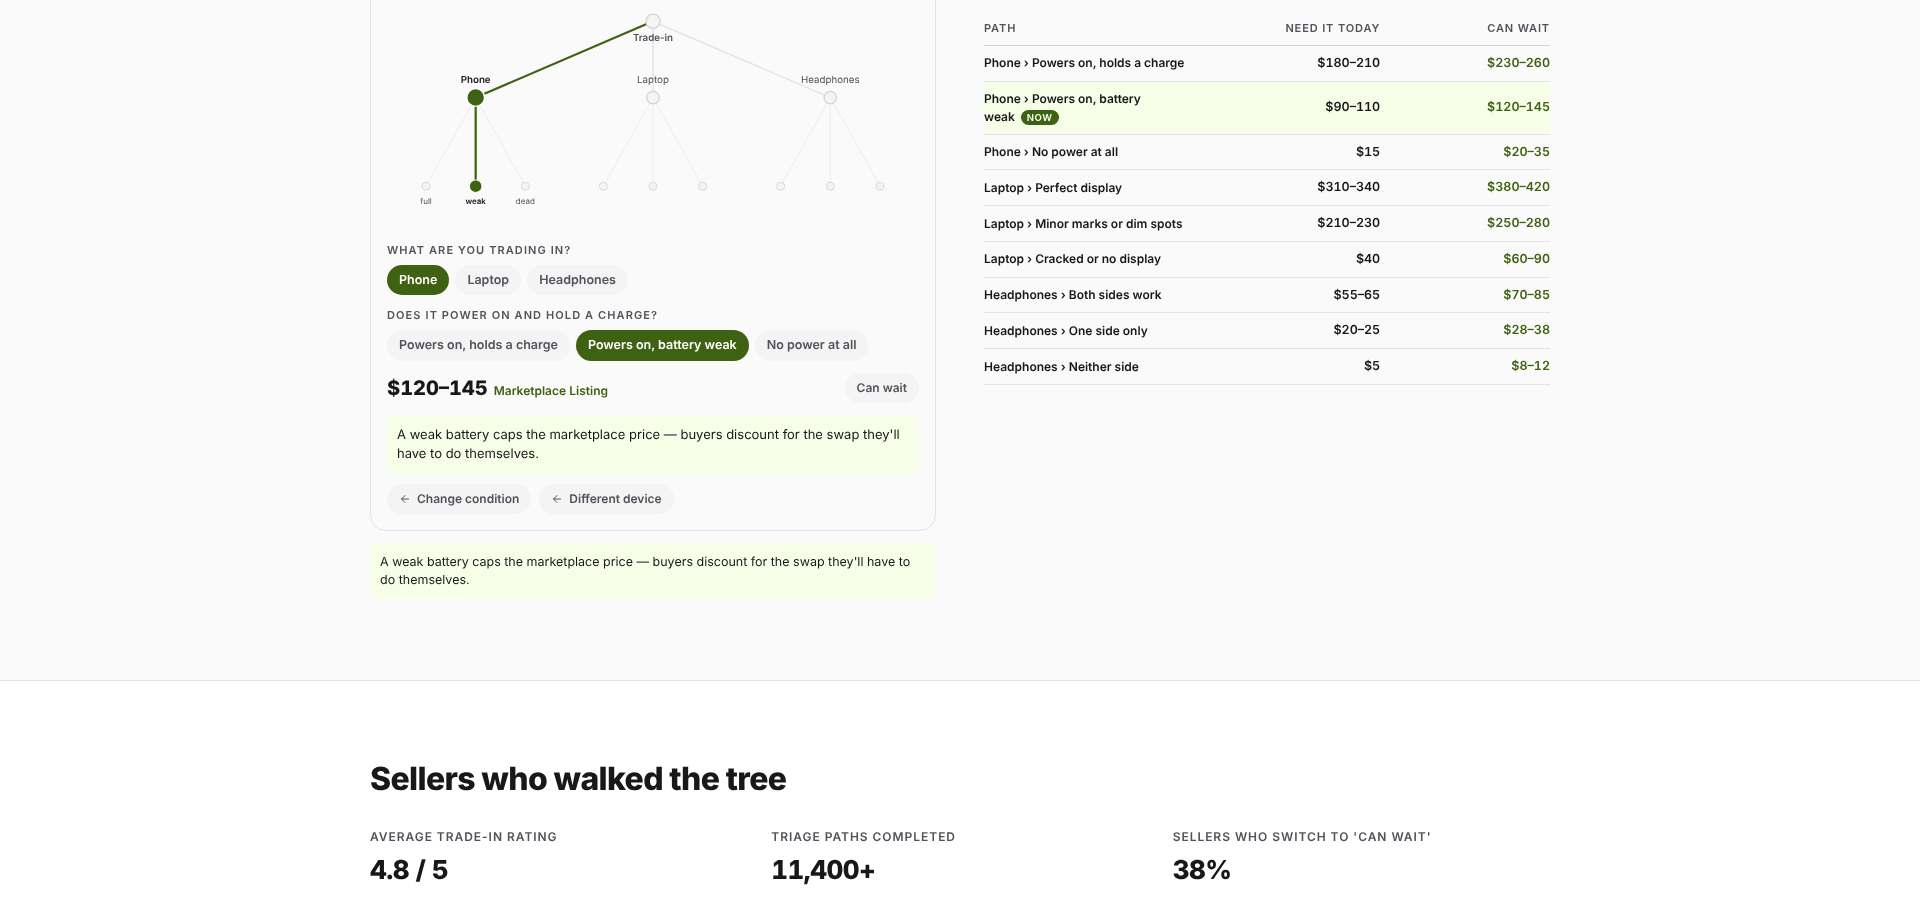 Trade-in
Phone
Laptop
Headphones
full
weak
dead
WHAT ARE YOU TRADING IN?
Phone
Laptop
Headphones
DOES IT POWER ON AND HOLD A CHARGE?
Powers on, holds a charge
Powers on, battery weak
No power at all
$120–145 Marketplace Listing
Can wait
A weak battery caps the marketplace price — buyers discount for the swap they'll
have to do themselves.
← Change condition
← Different device
A weak battery caps the marketplace price — buyers discount for the swap they'll have to
do themselves.
PATH NEED IT TODAY CAN WAIT
Phone › Powers on, holds a charge $180–210 $230–260
Phone › Powers on, battery
weak NOW $90–110 $120–145
Phone › No power at all $15 $20–35
Laptop › Perfect display $310–340 $380–420
Laptop › Minor marks or dim spots $210–230 $250–280
Laptop › Cracked or no display $40 $60–90
Headphones › Both sides work $55–65 $70–85
Headphones › One side only $20–25 $28–38
Headphones › Neither side $5 $8–12
Sellers who walked the tree
AVERAGE TRADE-IN RATING
4.8 / 5
TRIAGE PATHS COMPLETED
11,400+
SELLERS WHO SWITCH TO 'CAN WAIT'
38%